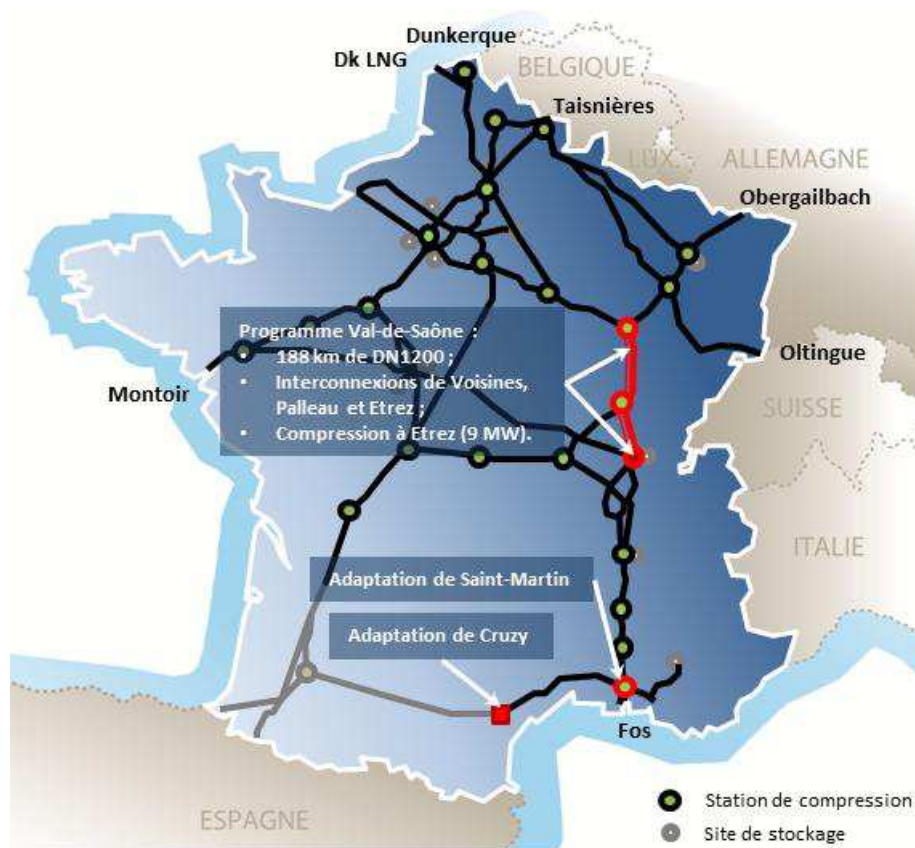 Dunkerque
Dk LNG
BELGIQUE
Taisnières
LUX.
ALLEMAGNE
Obergailbach
Programme Val-de-Saône :
• 188 km de DN1200 ;
• Interconnexions de Voisines,
Palleau et Etrez ;
• Compression à Etrez (9 MW).
Oltingue
Montoir
SUISSE
ITALIE
Adaptation de Saint-Martin
Adaptation de Cruzy
Fos
ESPAGNE
Station de compression
Site de stockage